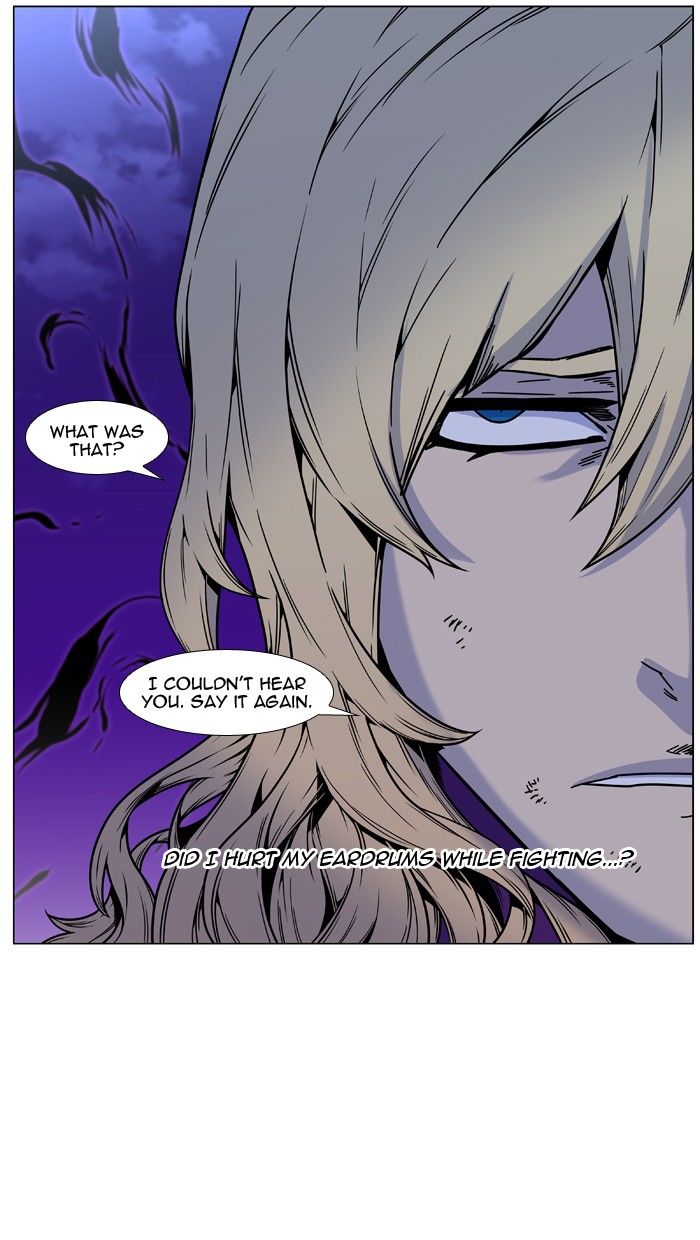 WHAT WAS
THAT?
I COULDN'T HEAR
YOU. SAY IT AGAIN.
DID I HURT MY EARDRUMS WHILE FIGHTING...?